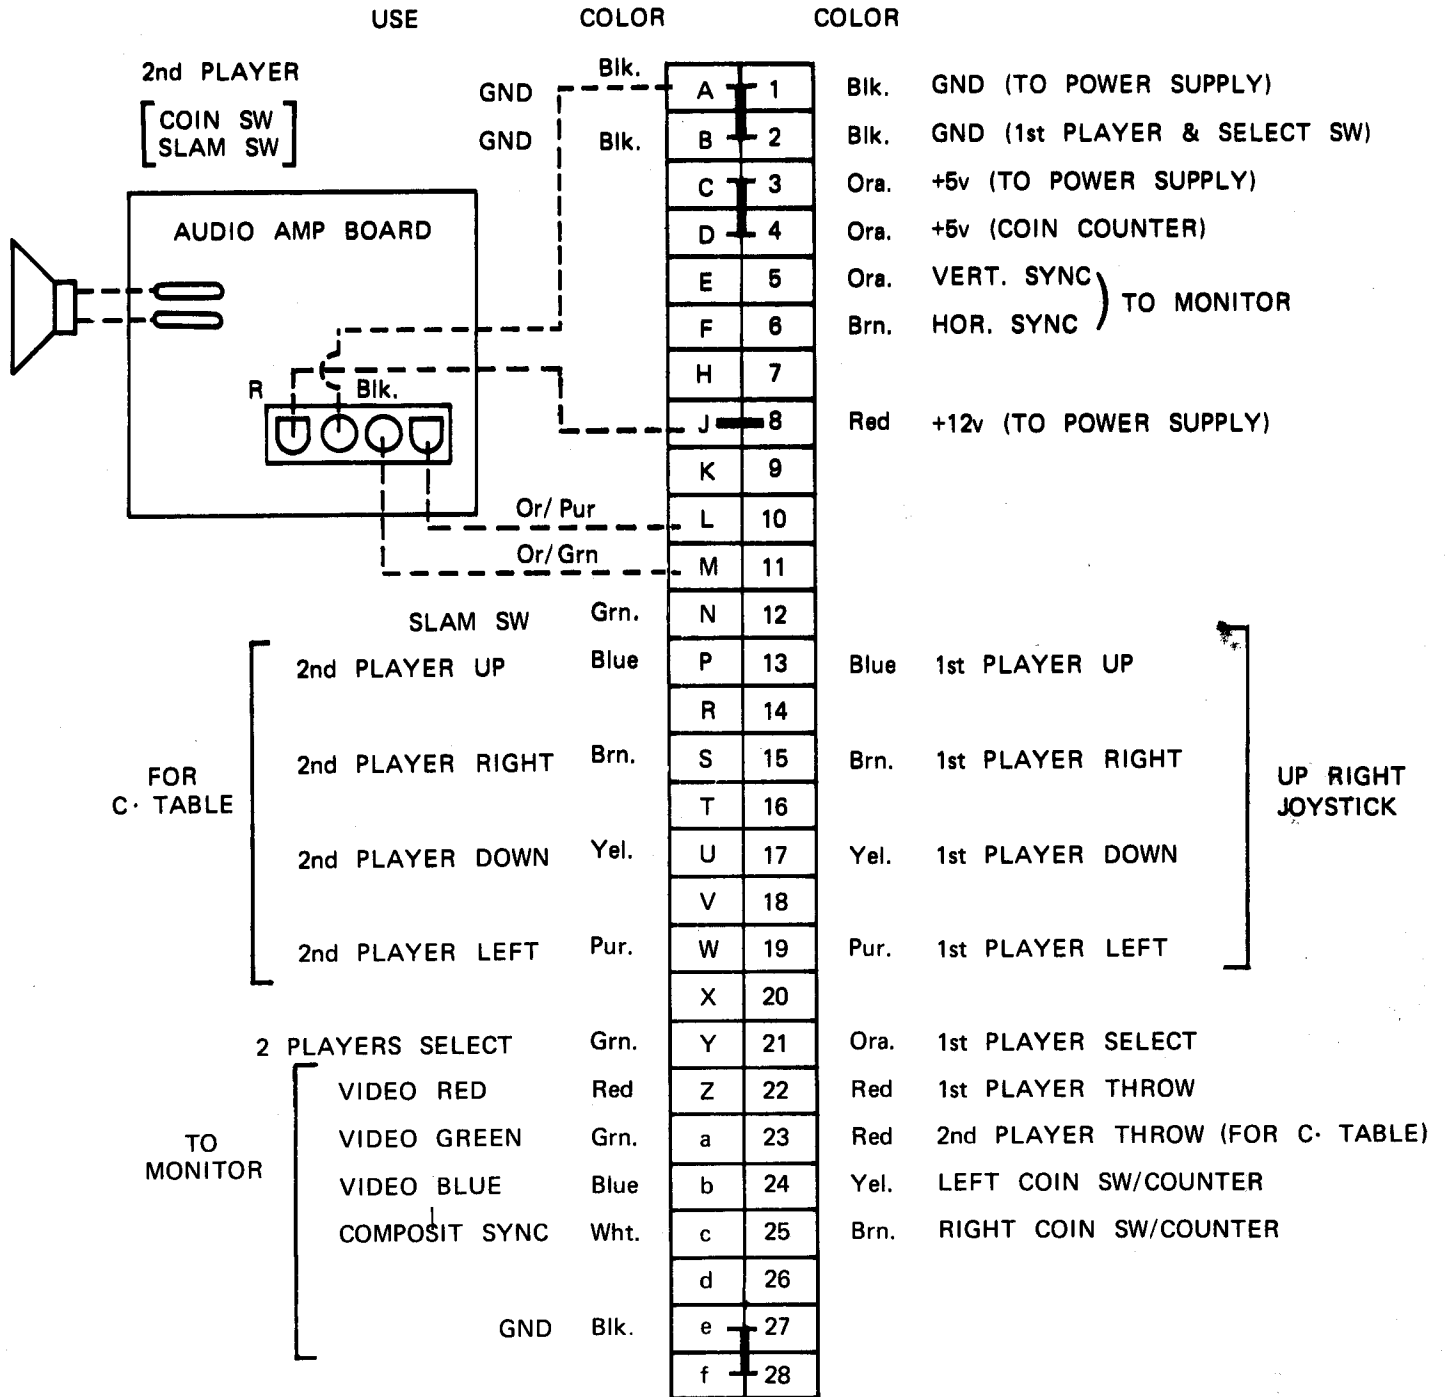 USE COLOR COLOR
2nd PLAYER
COIN SW
SLAM SW
GND Blk. A 1 Blk. GND (TO POWER SUPPLY)
GND Blk. B 2 Blk. GND (1st PLAYER & SELECT SW)
C 3 Ora. +5v (TO POWER SUPPLY)
AUDIO AMP BOARD D 4 Ora. +5v (COIN COUNTER)
E 5 Ora. VERT. SYNC
TO MONITOR
F 6 Brn. HOR. SYNC
H 7
R Blk.
J 8 Red +12v (TO POWER SUPPLY)
K 9
Or/ Pur L 10
Or/ Grn M 11
SLAM SW Grn. N 12
2nd PLAYER UP Blue P 13 Blue 1st PLAYER UP
R 14
2nd PLAYER RIGHT Brn. S 15 Brn. 1st PLAYER RIGHT
FOR
C· TABLE
UP RIGHT
JOYSTICK
T 16
2nd PLAYER DOWN Yel. U 17 Yel. 1st PLAYER DOWN
V 18
2nd PLAYER LEFT Pur. W 19 Pur. 1st PLAYER LEFT
X 20
2 PLAYERS SELECT Grn. Y 21 Ora. 1st PLAYER SELECT
VIDEO RED Red Z 22 Red 1st PLAYER THROW
VIDEO GREEN Grn. a 23 Red 2nd PLAYER THROW (FOR C· TABLE)
TO
MONITOR
VIDEO BLUE Blue b 24 Yel. LEFT COIN SW/COUNTER
COMPOSIT SYNC Wht. c 25 Brn. RIGHT COIN SW/COUNTER
d 26
GND Blk. e 27
f 28